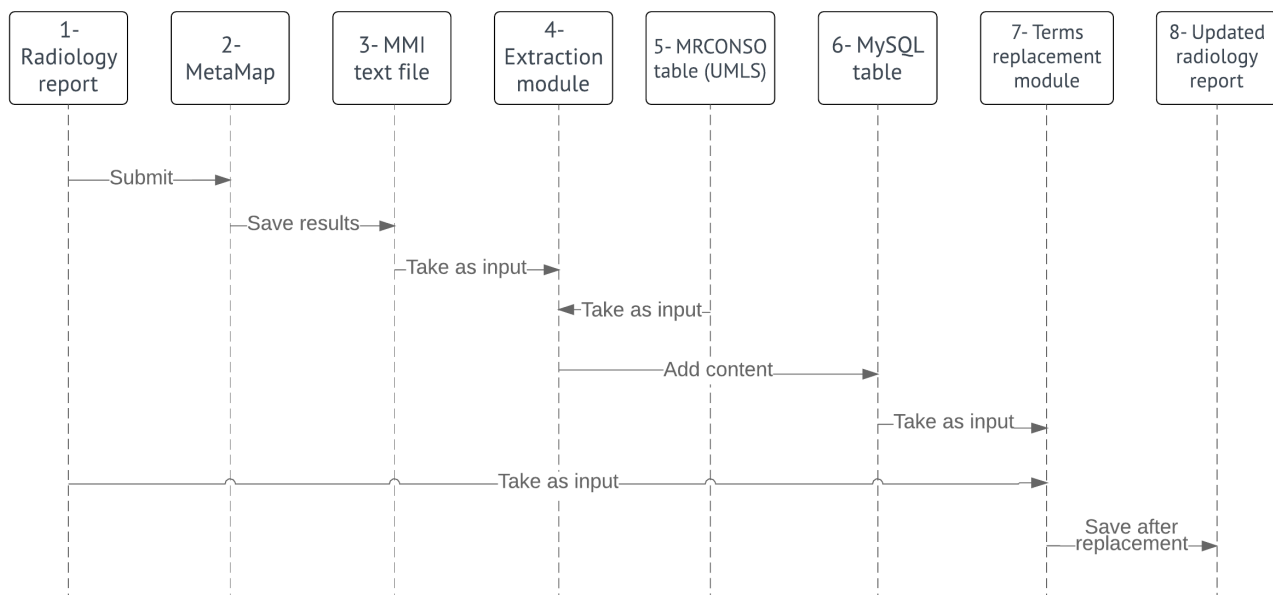 1-
Radiology
report
2-
MetaMap
3- MMI
text file
4-
Extraction
module
5- MRCONSO
table (UMLS)
6- MySQL
table
7- Terms
replacement
module
8- Updated
radiology
report
Submit
Save results
Take as input
Take as input
Add content
Take as input
Take as input
Save after
replacement